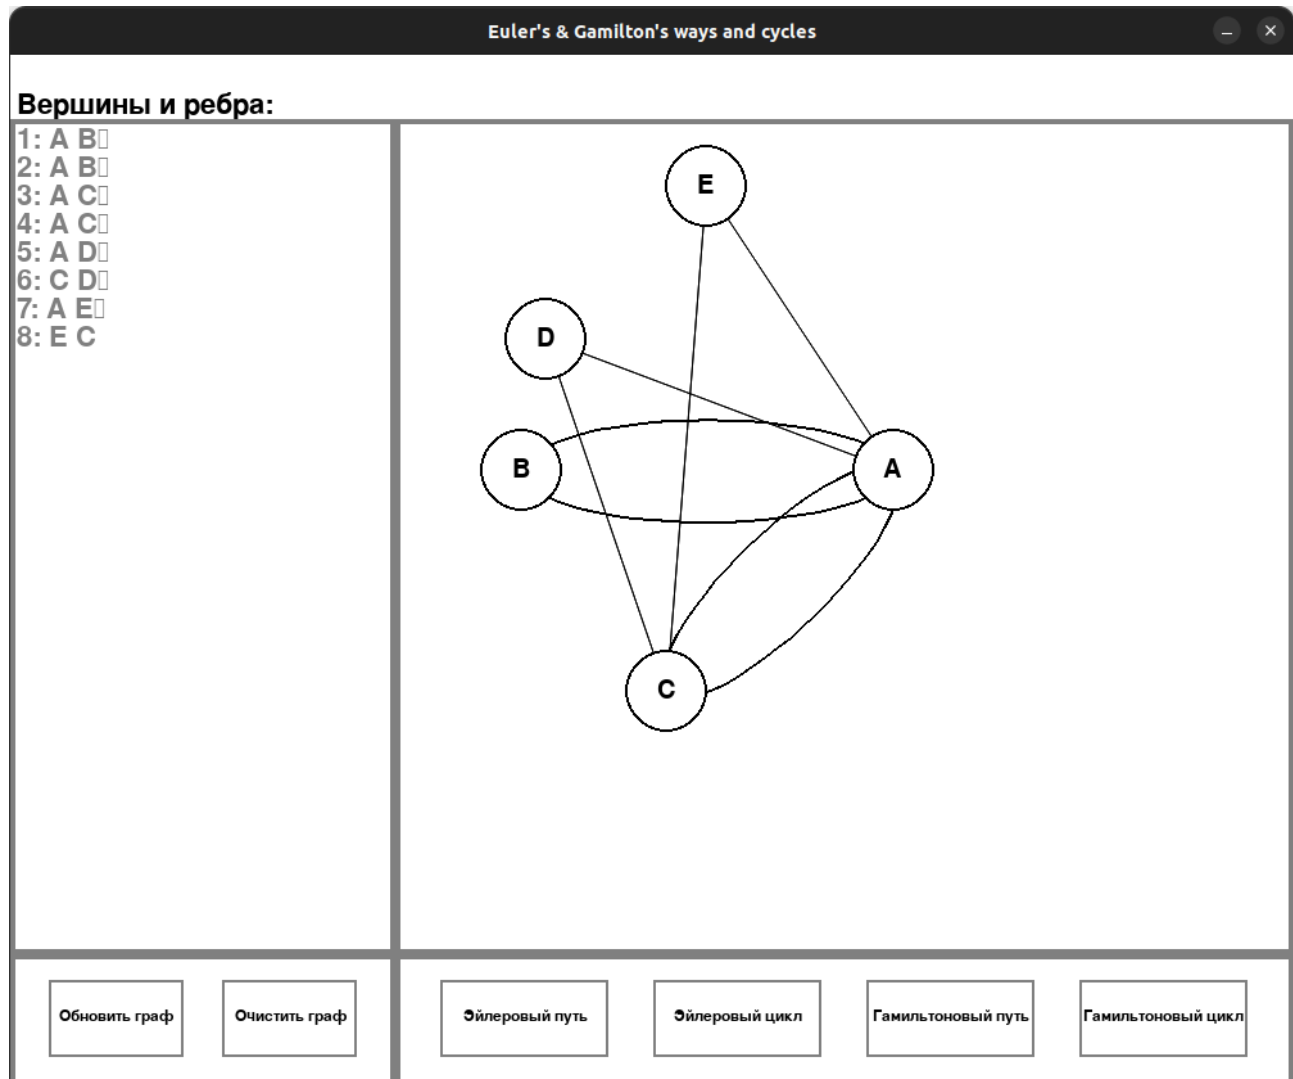 Euler's & Gamilton's ways and cycles
Вершины и ребра:
1: A B▯
2: A B▯
3: A C▯
4: A C▯
5: A D▯
6: C D▯
7: A E▯
8: E C
E
D
B
A
C
Обновить граф
Очистить граф
Эйлеровый путь
Эйлеровый цикл
Гамильтоновый путь
Гамильтоновый цикл